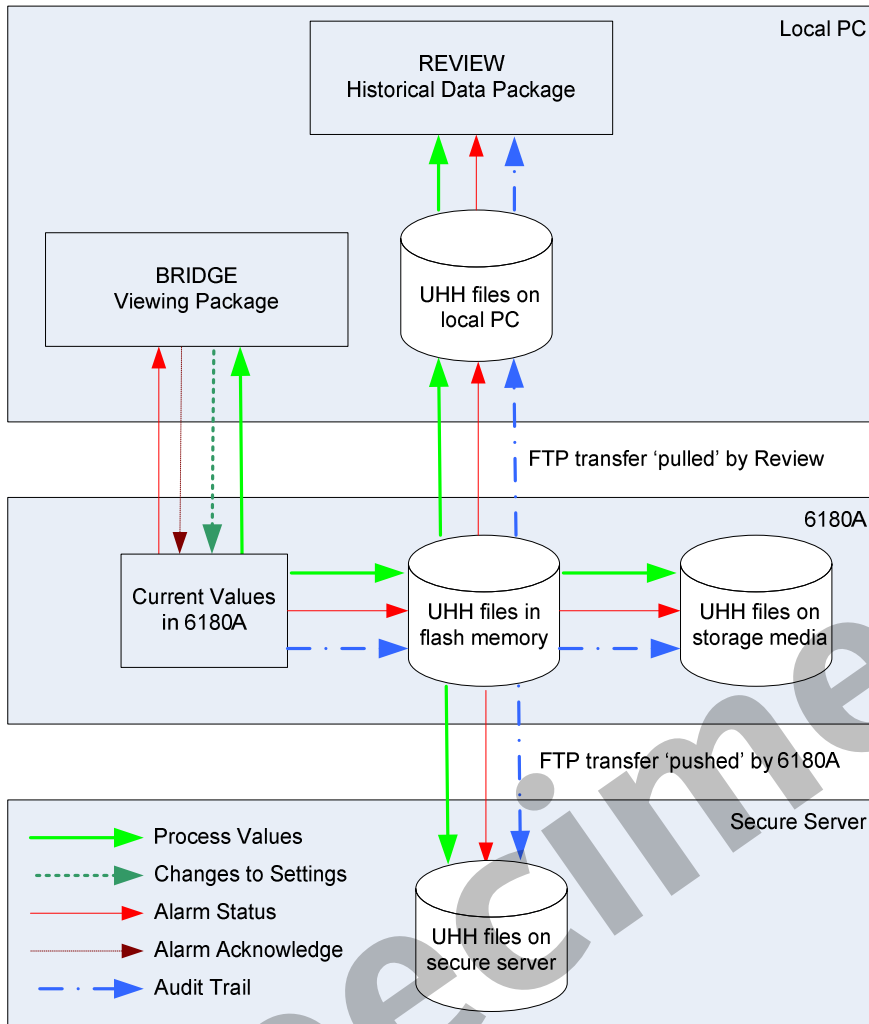 Local PC
REVIEW
Historical Data Package
BRIDGE
Viewing Package
UHH files on
local PC
FTP transfer ‘pulled’ by Review
6180A
Current Values
in 6180A
UHH files in
flash memory
UHH files on
storage media
FTP transfer ‘pushed’ by 6180A
Secure Server
Process Values
Changes to Settings
Alarm Status
Alarm Acknowledge
Audit Trail
UHH files on
secure server
ecime